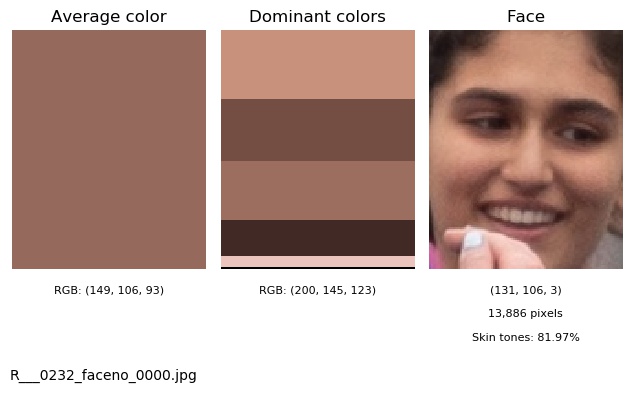 Average color
Dominant colors
Face
RGB: (149, 106, 93)
RGB: (200, 145, 123)
(131, 106, 3)
13,886 pixels
Skin tones: 81.97%
R___0232_faceno_0000.jpg